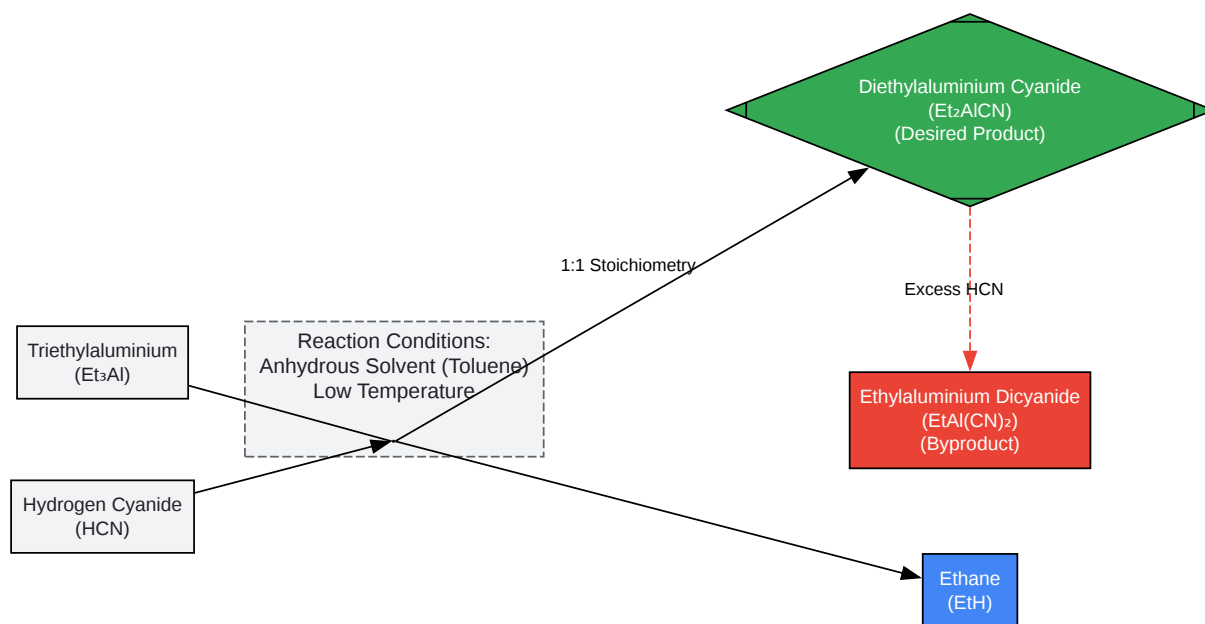 Diethylaluminium Cyanide
(Et₂AlCN)
(Desired Product)
1:1 Stoichiometry
Excess HCN
Triethylaluminium
(Et₃Al)
Reaction Conditions:
Anhydrous Solvent (Toluene)
Low Temperature
Ethylaluminium Dicyanide
(EtAl(CN)₂)
(Byproduct)
Hydrogen Cyanide
(HCN)
Ethane
(EtH)